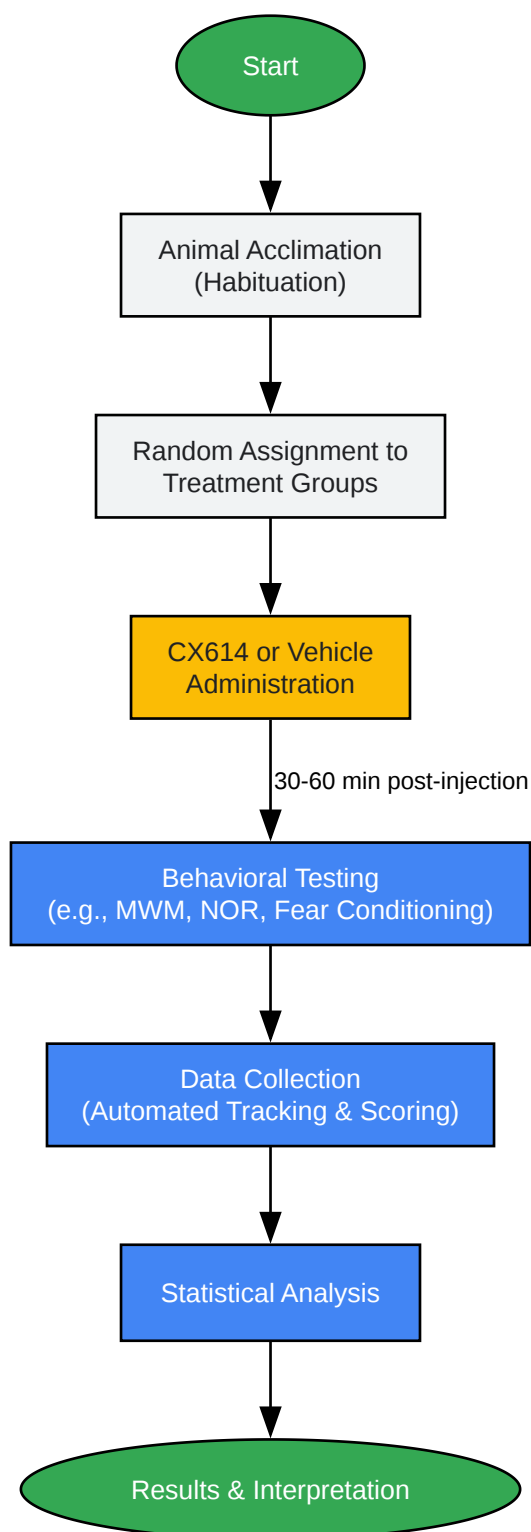 Start
Animal Acclimation
(Habituation)
Random Assignment to
Treatment Groups
CX614 or Vehicle
Administration
30-60 min post-injection
Behavioral Testing
(e.g., MWM, NOR, Fear Conditioning)
Data Collection
(Automated Tracking & Scoring)
Statistical Analysis
Results & Interpretation